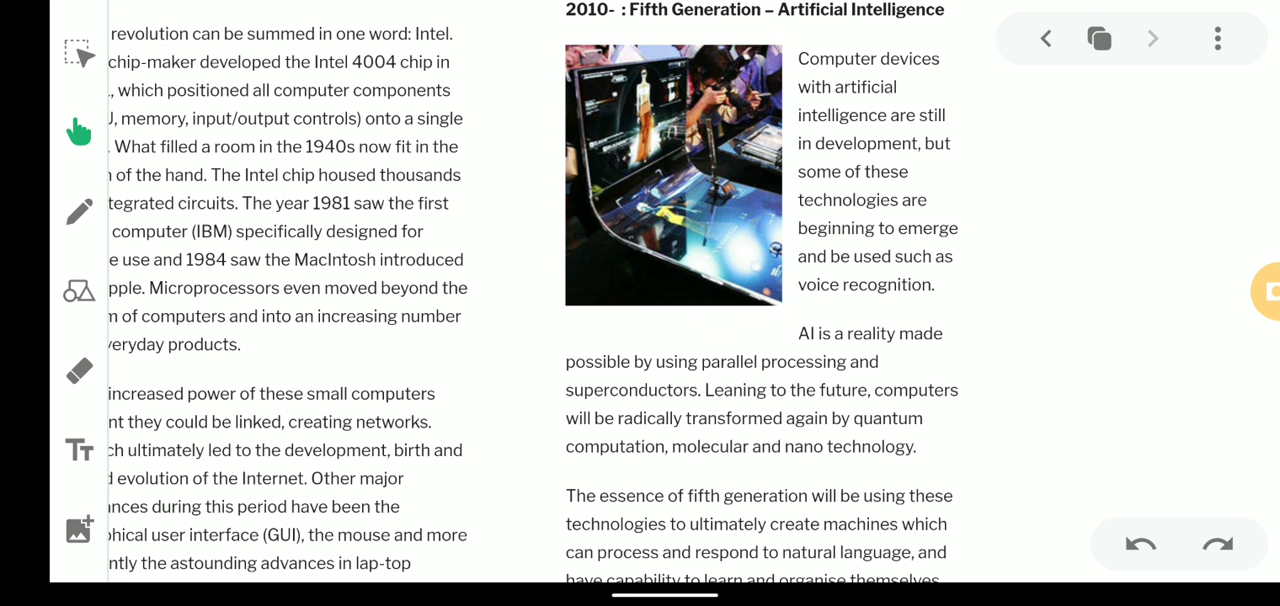 revolution can be summed in one word: Intel.
chip-maker developed the Intel 4004 chip in
, which positioned all computer components
, memory, input/output controls) onto a single
. What filled a room in the 1940s now fit in the
of the hand. The Intel chip housed thousands
tegrated circuits. The year 1981 saw the first
computer (IBM) specifically designed for
e use and 1984 saw the MacIntosh introduced
pple. Microprocessors even moved beyond the
of computers and into an increasing number
veryday products.
increased power of these small computers
nt they could be linked, creating networks.
ch ultimately led to the development, birth and
evolution of the Internet. Other major
ances during this period have been the
hical user interface (GUI), the mouse and more
ntly the astounding advances in lap-top
2010- : Fifth Generation – Artificial Intelligence
Computer devices
with artificial
intelligence are still
in development, but
some of these
technologies are
beginning to emerge
and be used such as
voice recognition.
AI is a reality made
possible by using parallel processing and
superconductors. Leaning to the future, computers
will be radically transformed again by quantum
computation, molecular and nano technology.
The essence of fifth generation will be using these
technologies to ultimately create machines which
can process and respond to natural language, and
have capability to learn and organise themselves